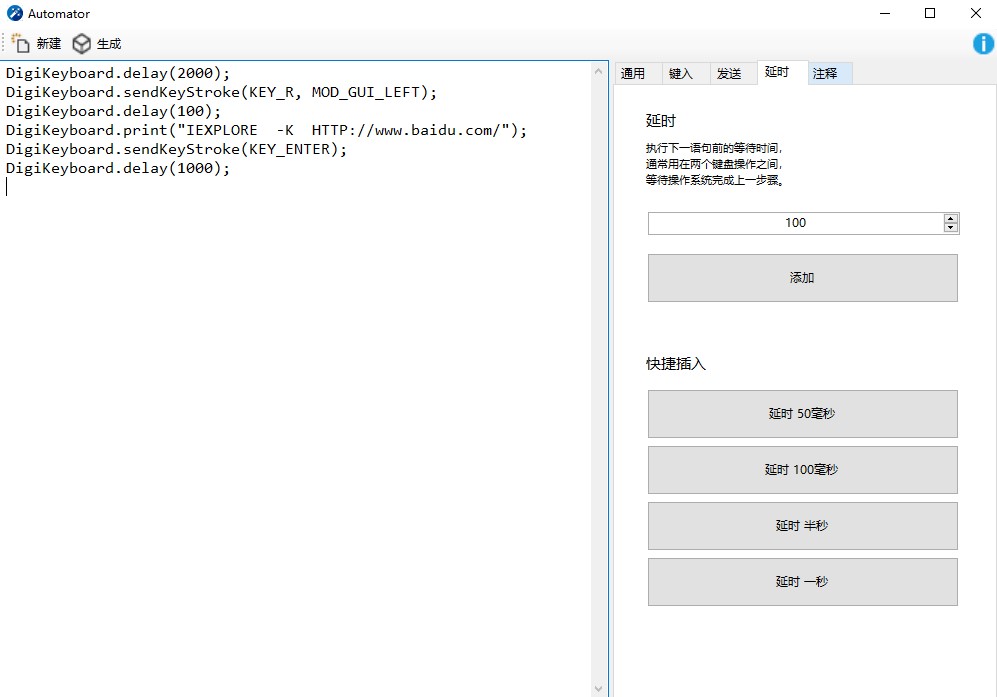 Automator
新建 生成
DigiKeyboard.delay(2000);
DigiKeyboard.sendKeyStroke(KEY_R, MOD_GUI_LEFT);
DigiKeyboard.delay(100);
DigiKeyboard.print("IEXPLORE  -K  HTTP://www.baidu.com/");
DigiKeyboard.sendKeyStroke(KEY_ENTER);
DigiKeyboard.delay(1000);
通用 键入 发送 延时 注释
延时
执行下一语句前的等待时间,
通常用在两个键盘操作之间,
等待操作系统完成上一步骤。
100
添加
快捷插入
延时 50毫秒
延时 100毫秒
延时 半秒
延时 一秒